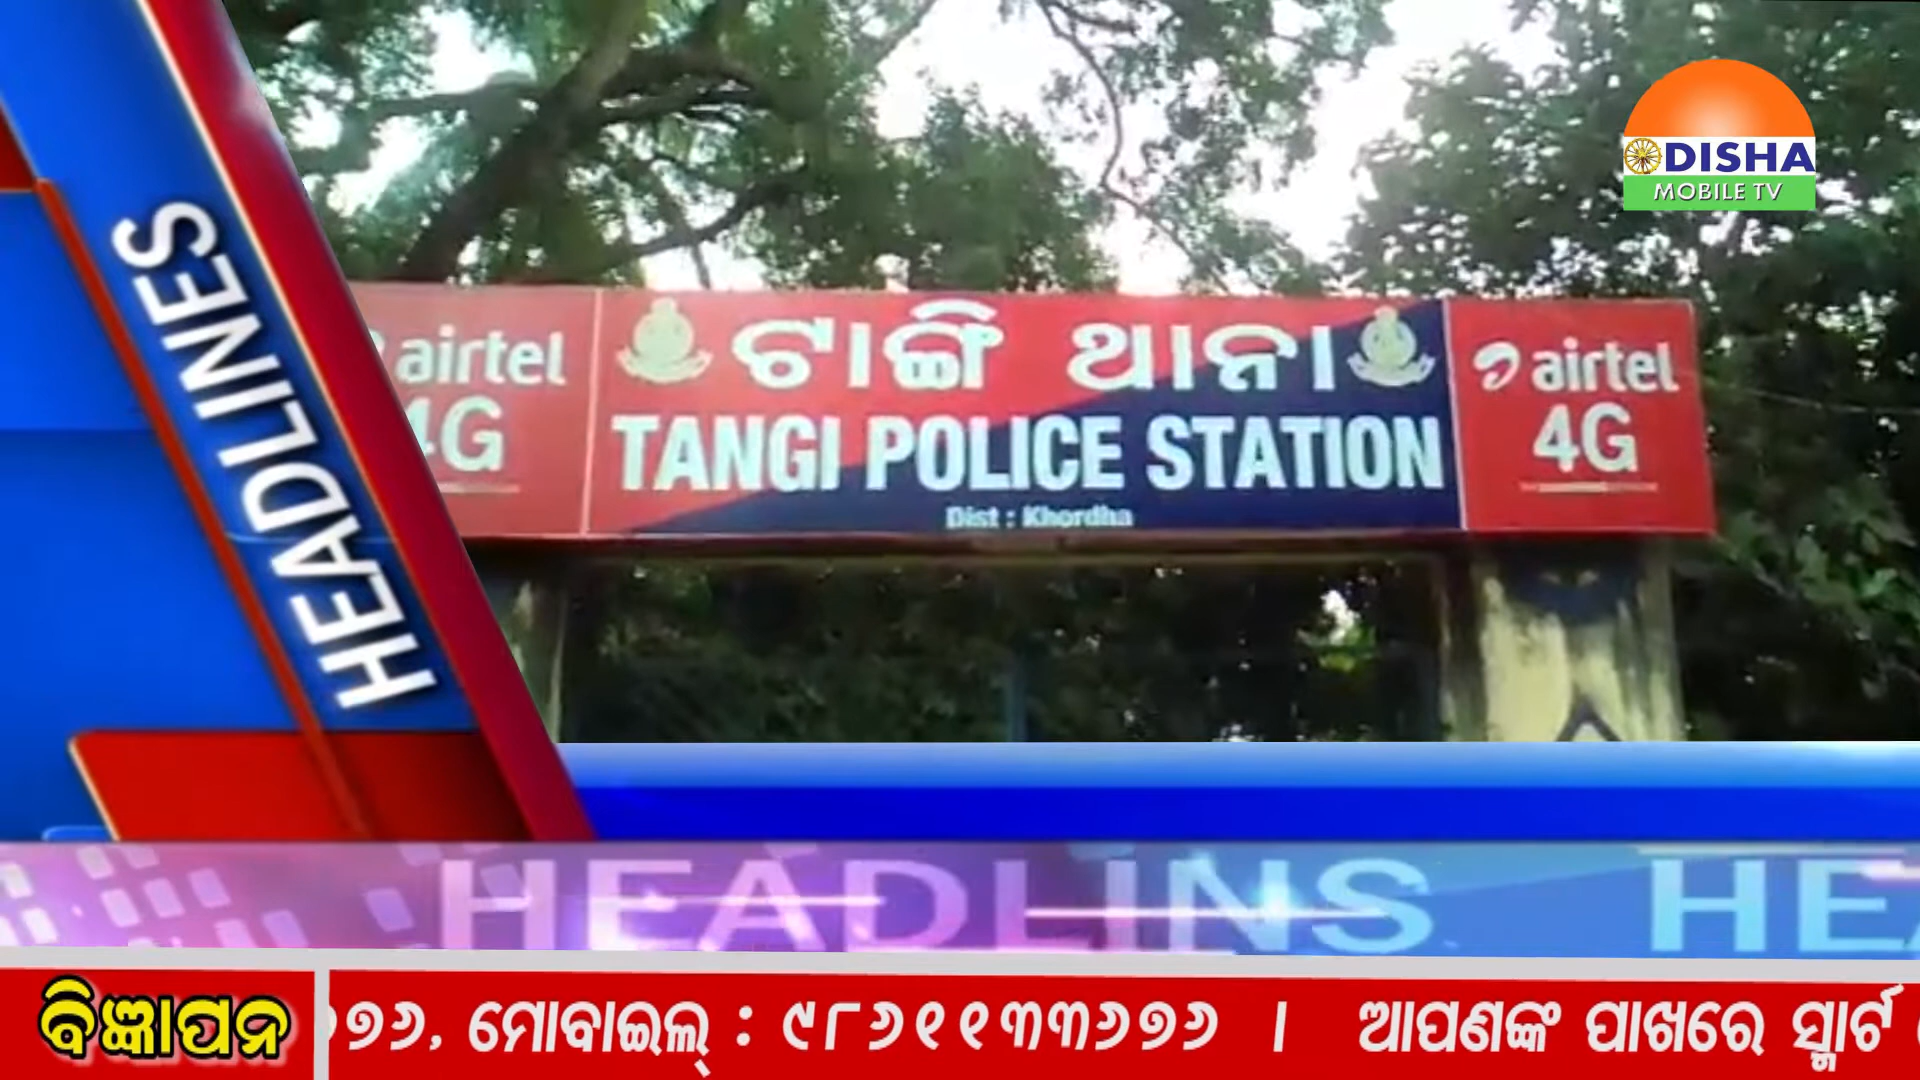 HEADLINES
DISHA
MOBILE TV
airtel
4G
ଟାଙ୍ଗି ଥାନା
TANGI POLICE STATION
Dist : Khordha
airtel
4G
HEADLINS
HEA
ବିଜ୍ଞାପନ
୭୬, ମୋବାଇଲ୍ : ୯୮୬୧୧୩୩୬୭୬ । ଆପଣଙ୍କ ପାଖରେ ସ୍ମାର୍ଟ